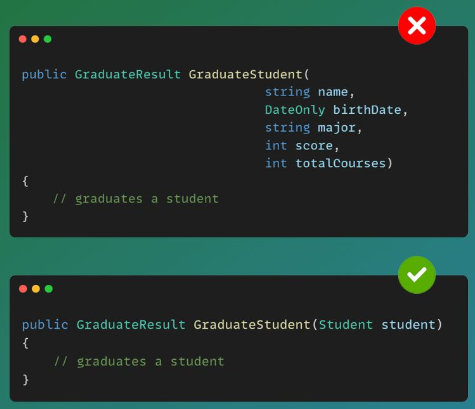 public GraduateResult GraduateStudent(
string name,
DateOnly birthDate,
string major,
int score,
int totalCourses)
{
// graduates a student
}
public GraduateResult GraduateStudent(Student student)
{
// graduates a student
}